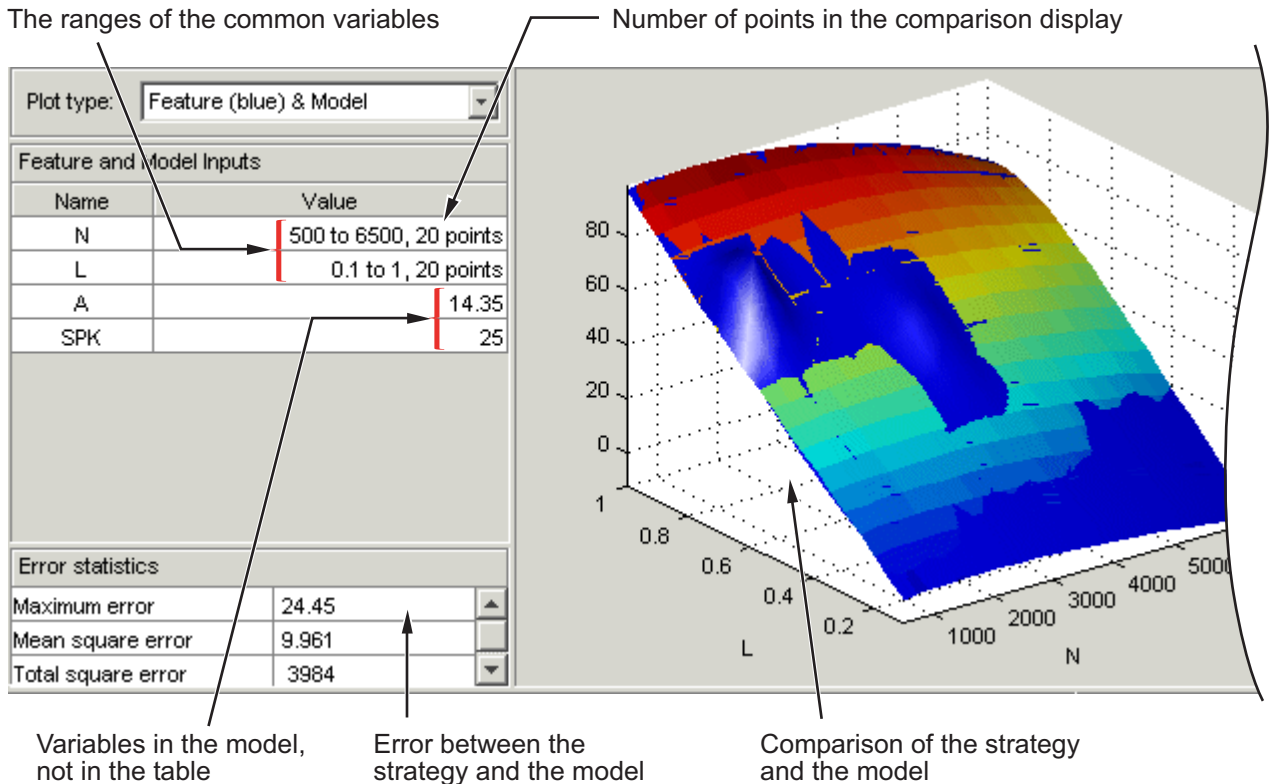 The ranges of the common variables
Number of points in the comparison display
Plot type: Feature (blue) & Model
Feature and Model Inputs
Name Value
N 500 to 6500, 20 points
L 0.1 to 1, 20 points
A 14.35
SPK 25
Error statistics
Maximum error 24.45
Mean square error 9.961
Total square error 3984
80
60
40
20
0
1
0.8
0.6
0.4
0.2
L
1000
2000
3000
4000
5000
N
Variables in the model,
not in the table
Error between the
strategy and the model
Comparison of the strategy
and the model